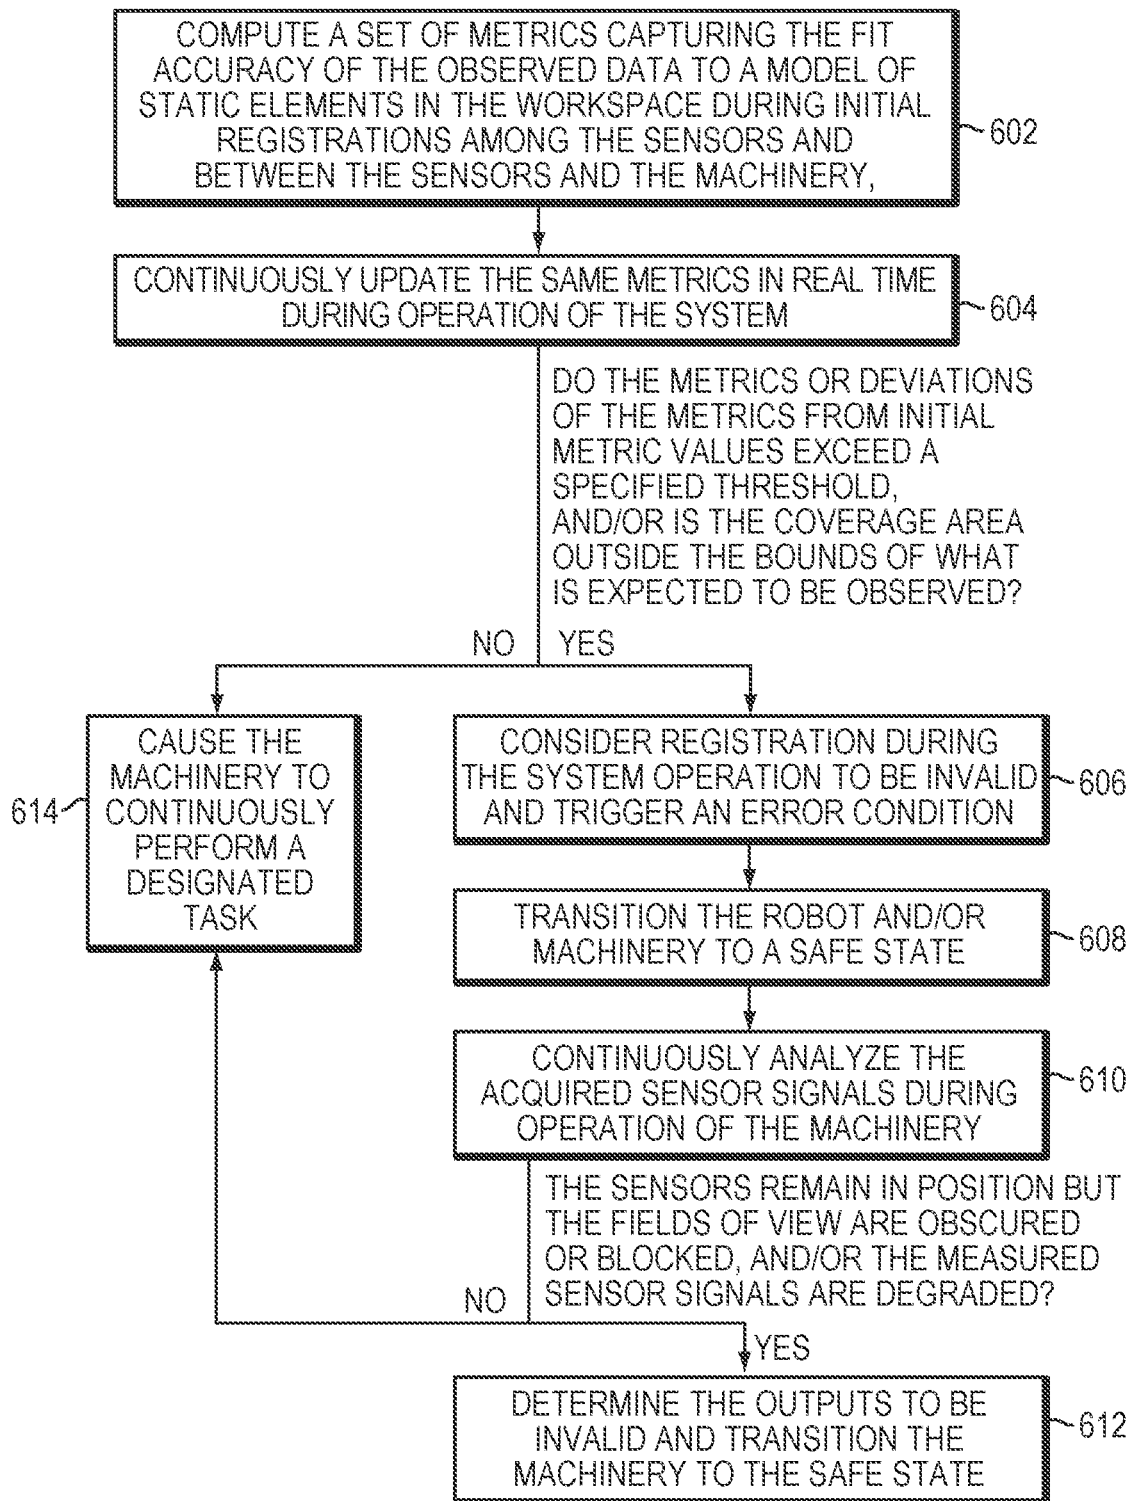 COMPUTE A SET OF METRICS CAPTURING THE FIT
ACCURACY OF THE OBSERVED DATA TO A MODEL OF
STATIC ELEMENTS IN THE WORKSPACE DURING INITIAL
REGISTRATIONS AMONG THE SENSORS AND
BETWEEN THE SENSORS AND THE MACHINERY,
602
CONTINUOUSLY UPDATE THE SAME METRICS IN REAL TIME
DURING OPERATION OF THE SYSTEM
604
DO THE METRICS OR DEVIATIONS
OF THE METRICS FROM INITIAL
METRIC VALUES EXCEED A
SPECIFIED THRESHOLD,
AND/OR IS THE COVERAGE AREA
OUTSIDE THE BOUNDS OF WHAT
IS EXPECTED TO BE OBSERVED?
NO
YES
CAUSE THE
MACHINERY TO
CONTINUOUSLY
PERFORM A
DESIGNATED
TASK
614
CONSIDER REGISTRATION DURING
THE SYSTEM OPERATION TO BE INVALID
AND TRIGGER AN ERROR CONDITION
606
TRANSITION THE ROBOT AND/OR
MACHINERY TO A SAFE STATE
608
CONTINUOUSLY ANALYZE THE
ACQUIRED SENSOR SIGNALS DURING
OPERATION OF THE MACHINERY
610
THE SENSORS REMAIN IN POSITION BUT
THE FIELDS OF VIEW ARE OBSCURED
OR BLOCKED, AND/OR THE MEASURED
SENSOR SIGNALS ARE DEGRADED?
NO
YES
DETERMINE THE OUTPUTS TO BE
INVALID AND TRANSITION THE
MACHINERY TO THE SAFE STATE
612